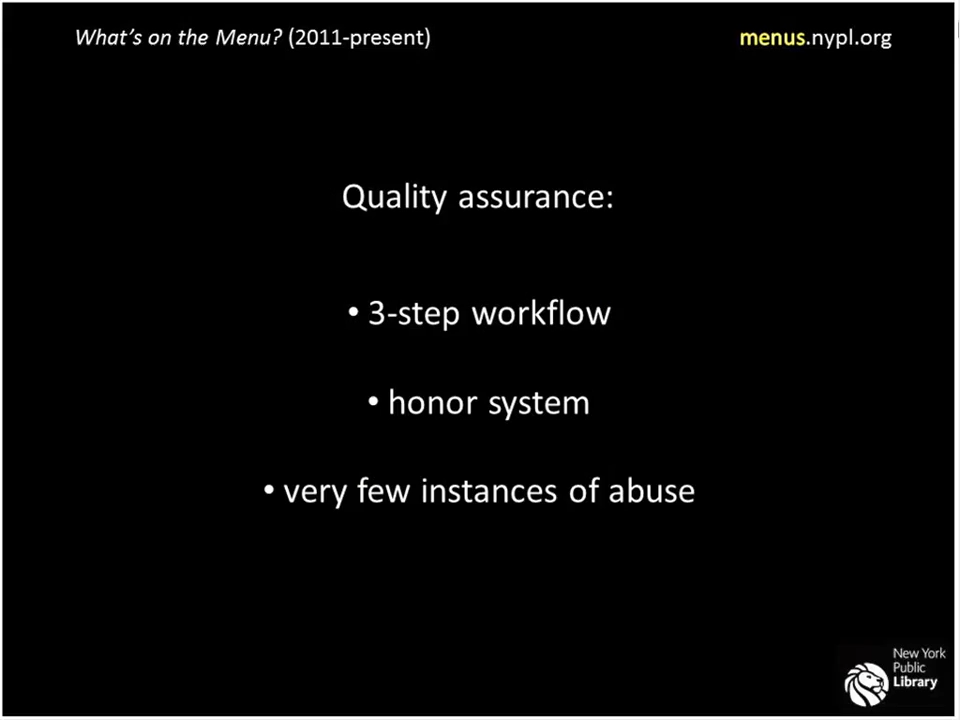 What's on the Menu? (2011-present)
menus.nypl.org
Quality assurance:
• 3-step workflow
• honor system
• very few instances of abuse
New York
Public
Library